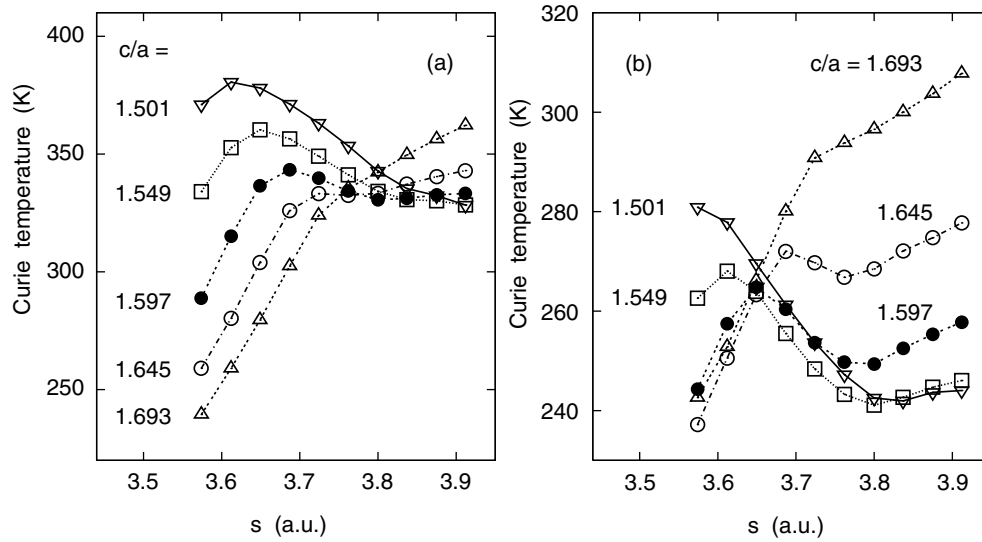 400
350
300
250
Curie temperature (K)
c/a =
1.501
1.549
1.597
1.645
1.693
(a)
3.5 3.6 3.7 3.8 3.9
s (a.u.)
320
300
280
260
240
Curie temperature (K)
(b)
c/a = 1.693
1.501
1.645
1.549
1.597
3.5 3.6 3.7 3.8 3.9
s (a.u.)